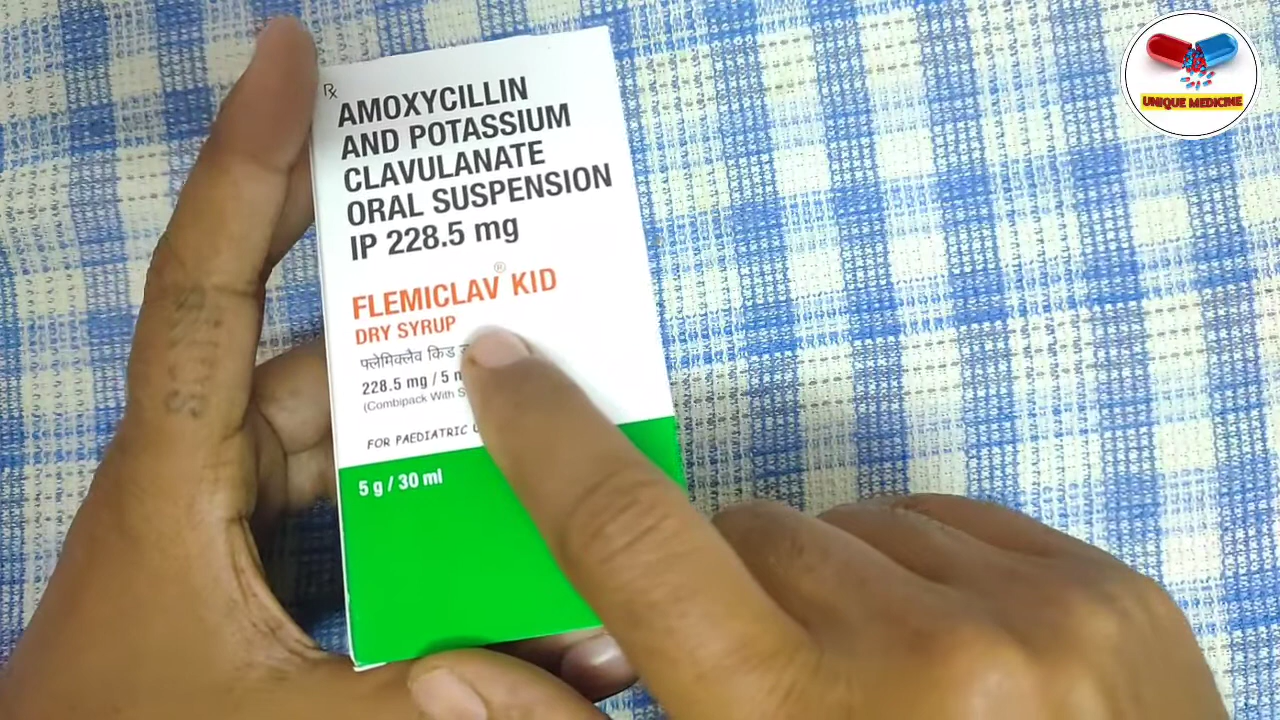 Rx
AMOXYCILLIN
AND POTASSIUM
CLAVULANATE
ORAL SUSPENSION
IP 228.5 mg
FLEMICLAV® KID
DRY SYRUP
फ्लेमिक्लैव किड
228.5 mg / 5
(Combipack With
FOR PAEDIATRIC
5 g / 30 ml
UNIQUE MEDICINE